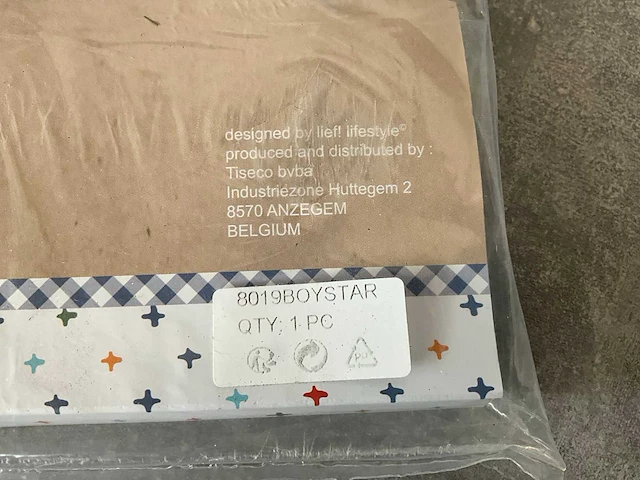 designed by lief! lifestyle©
produced and distributed by :
Tiseco bvba
Industriezone Huttegem 2
8570 ANZEGEM
BELGIUM
8019BOYSTAR
QTY: 1 PC